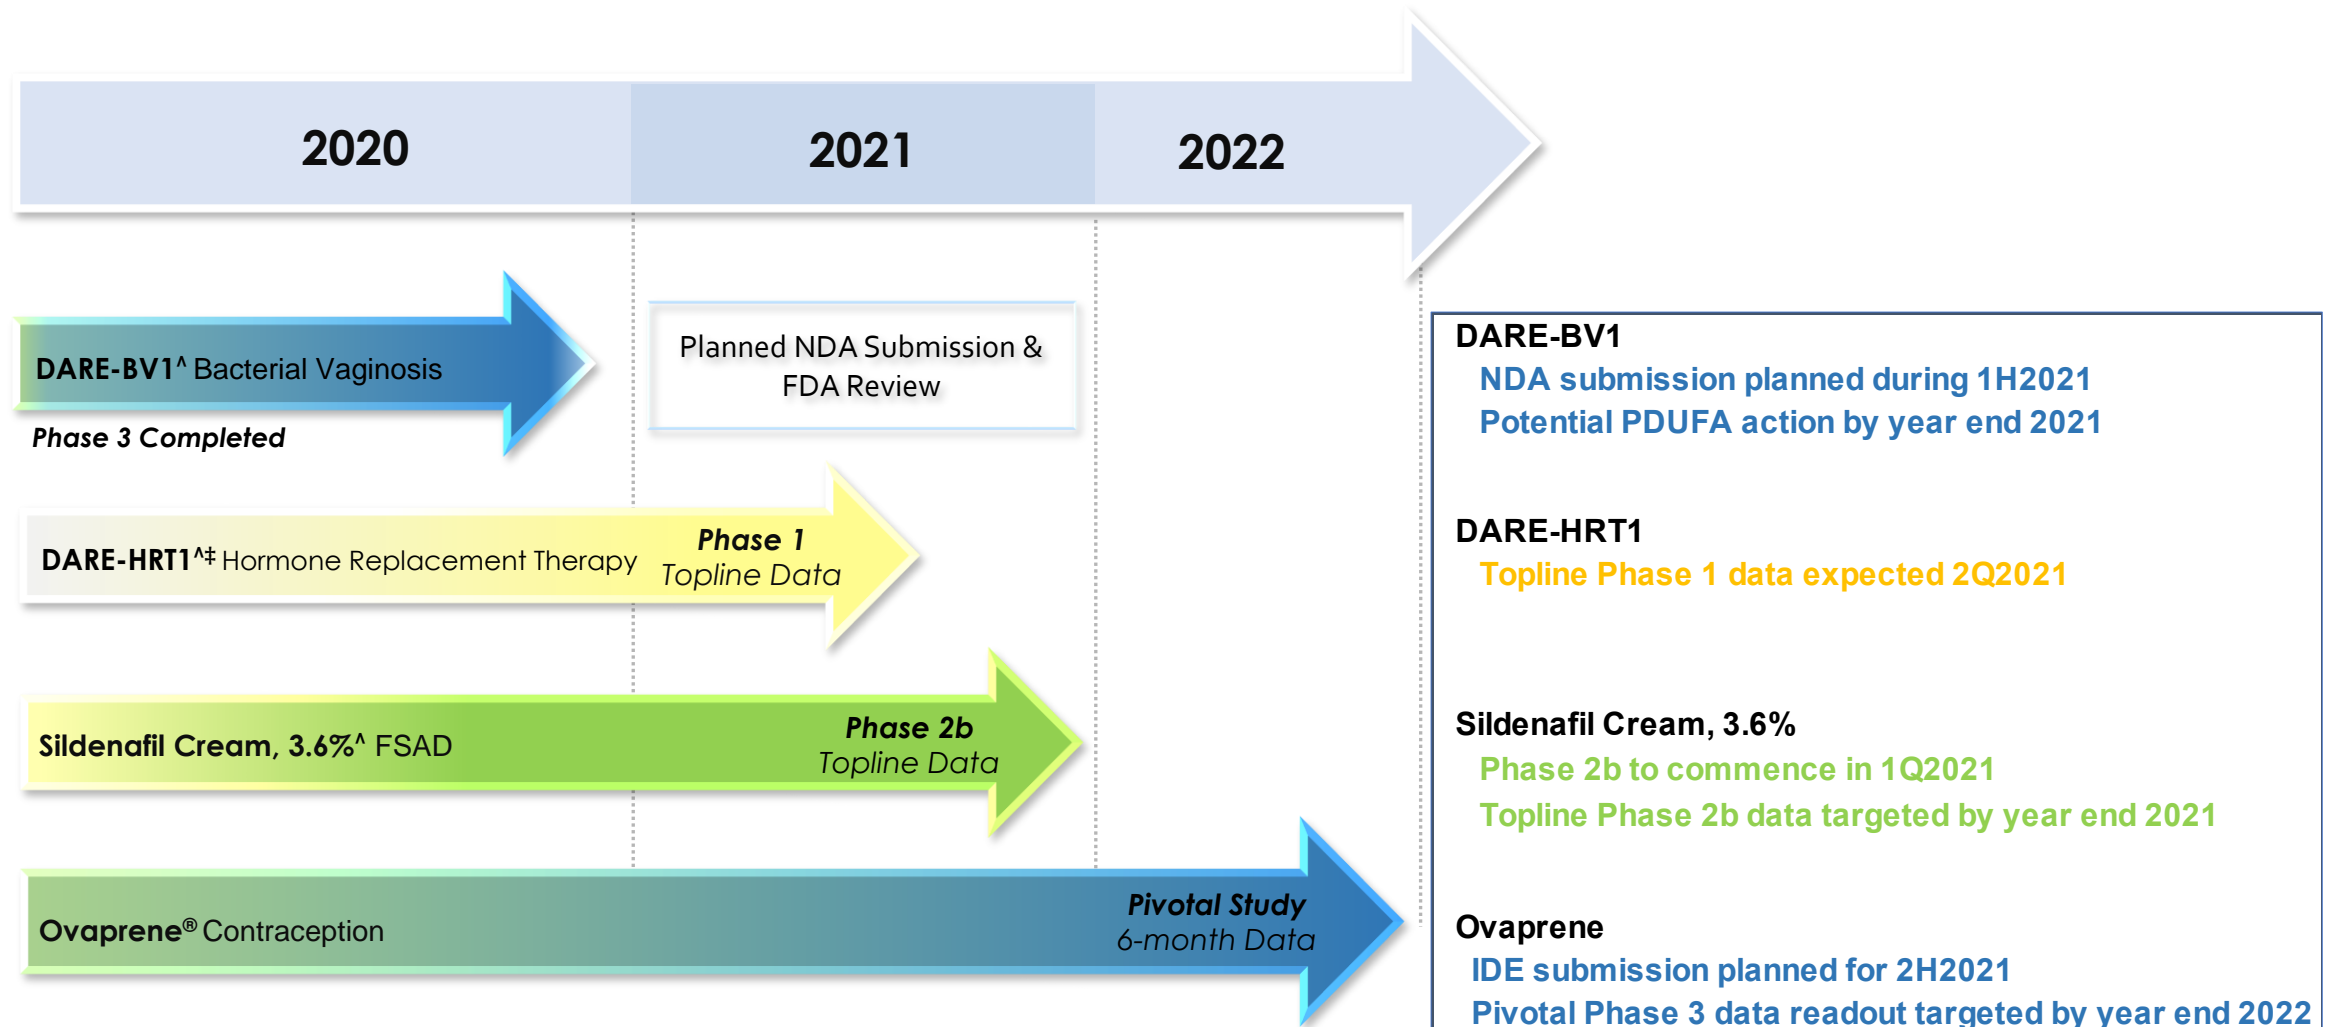 2020
2021
2022
DARE-BV1^ Bacterial Vaginosis
Phase 3 Completed
Planned NDA Submission &
FDA Review
DARE-HRT1^‡ Hormone Replacement Therapy
Phase 1
Topline Data
Sildenafil Cream, 3.6%^ FSAD
Phase 2b
Topline Data
Ovaprene® Contraception
Pivotal Study
6-month Data
DARE-BV1
NDA submission planned during 1H2021
Potential PDUFA action by year end 2021
DARE-HRT1
Topline Phase 1 data expected 2Q2021
Sildenafil Cream, 3.6%
Phase 2b to commence in 1Q2021
Topline Phase 2b data targeted by year end 2021
Ovaprene
IDE submission planned for 2H2021
Pivotal Phase 3 data readout targeted by year end 2022